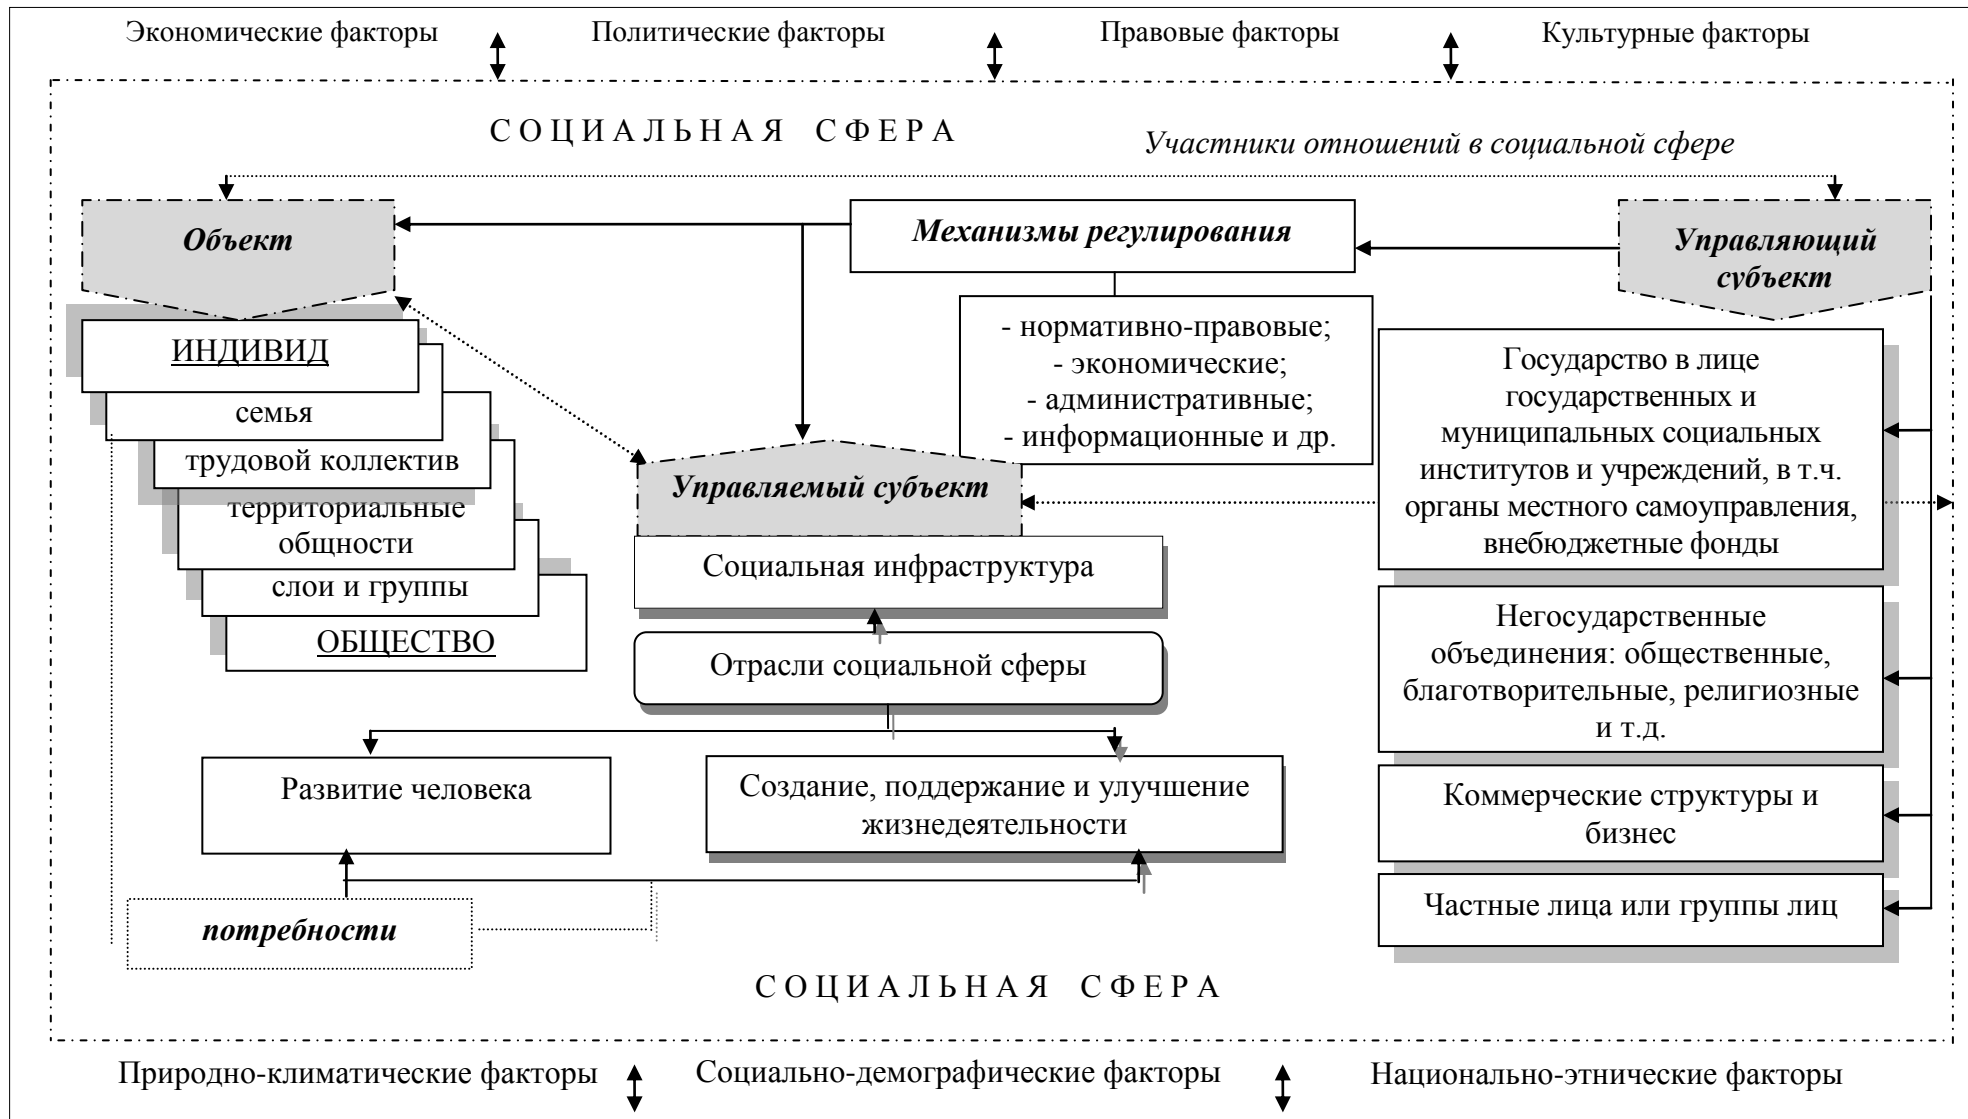 Экономические факторы
Политические факторы
Правовые факторы
Культурные факторы
СОЦИАЛЬНАЯ СФЕРА
Участники отношений в социальной сфере
Объект
Механизмы регулирования
Управляющий
субъект
- нормативно-правовые;
- экономические;
- административные;
- информационные и др.
ИНДИВИД
семья
трудовой коллектив
территориальные
общности
слои и группы
ОБЩЕСТВО
Управляемый субъект
Социальная инфраструктура
Отрасли социальной сферы
Развитие человека
Создание, поддержание и улучшение
жизнедеятельности
потребности
Государство в лице
государственных и
муниципальных социальных
институтов и учреждений, в т.ч.
органы местного самоуправления,
внебюджетные фонды
Негосударственные
объединения: общественные,
благотворительные, религиозные
и т.д.
Коммерческие структуры и
бизнес
Частные лица или группы лиц
СОЦИАЛЬНАЯ СФЕРА
Природно-климатические факторы
Социально-демографические факторы
Национально-этнические факторы